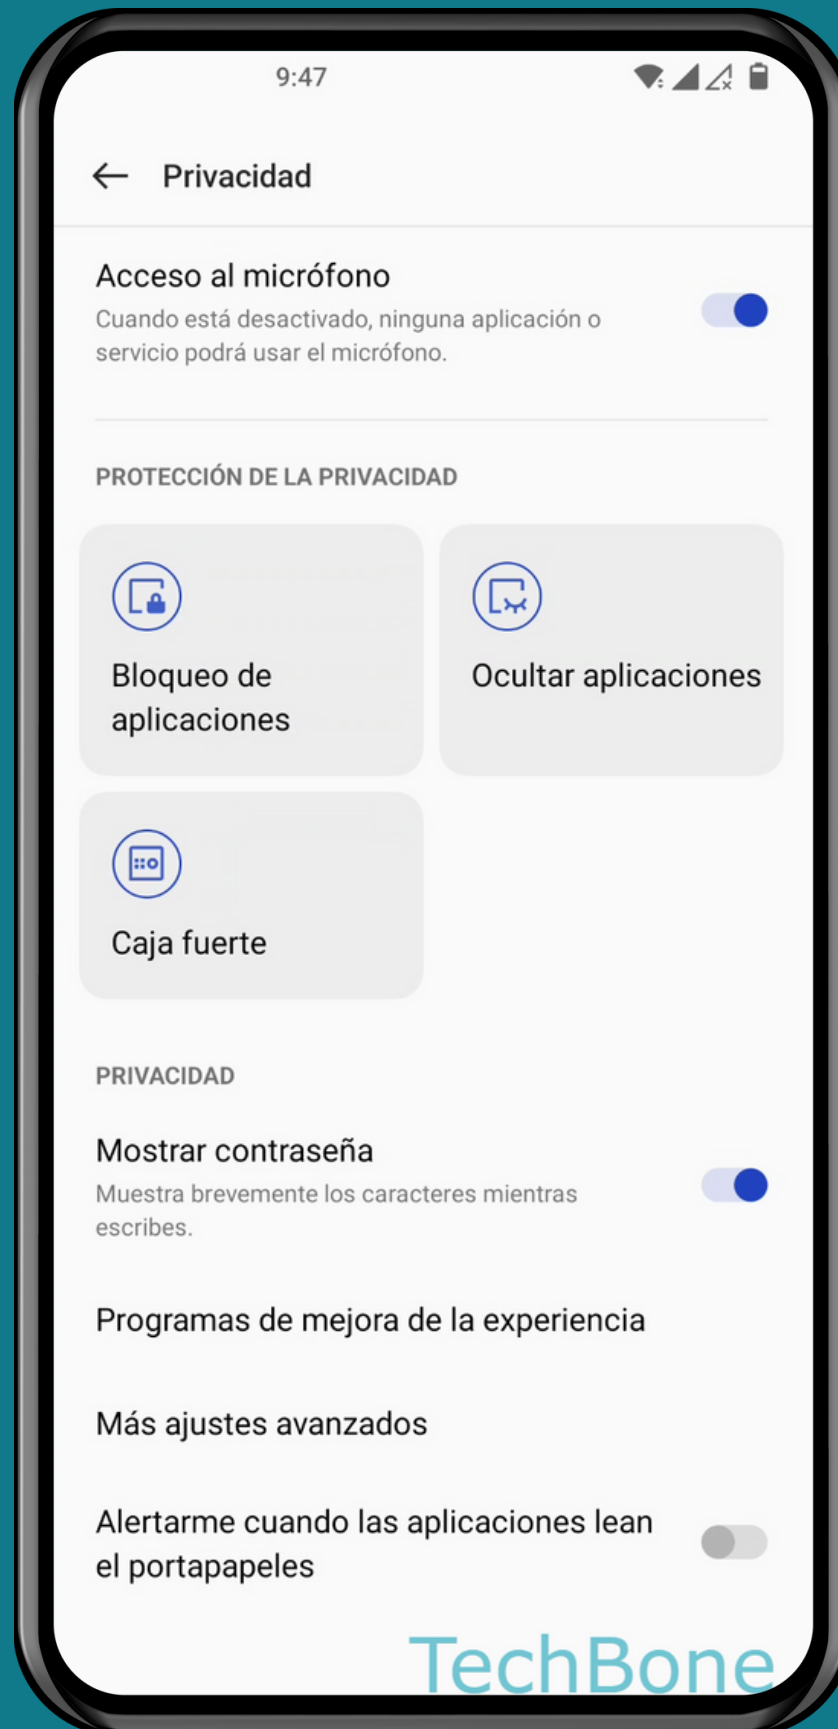 9:47
Privacidad
Acceso al micrófono
Cuando está desactivado, ninguna aplicación o
servicio podrá usar el micrófono.
PROTECCIÓN DE LA PRIVACIDAD
Bloqueo de
aplicaciones
Ocultar aplicaciones
Caja fuerte
PRIVACIDAD
Mostrar contraseña
Muestra brevemente los caracteres mientras
escribes.
Programas de mejora de la experiencia
Más ajustes avanzados
Alertarme cuando las aplicaciones lean
el portapapeles
TechBone